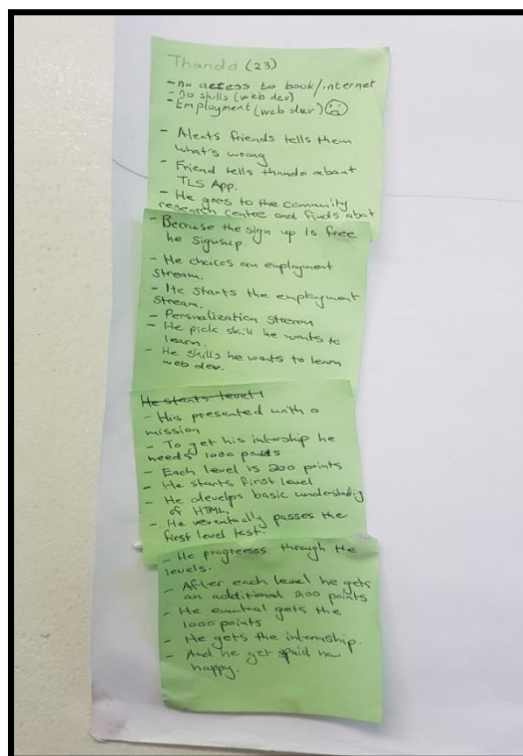 Thando (23)
- No access to book/internet
- No skills (web dev)
- Employment (web dev)
- Alerts friends tells them
what's wrong
- Friend tells thando about
TLS App.
- He goes to the community
research centre and finds about
- Because the sign up is free
he signsup.
- He choices an employment
stream.
- He starts the employment
stream.
- Personalization stream
- He pick skill he wants to
learn.
- He skills he wants to learn
web dev.
He starts level 1
- His presented with a
mission
- To get his intership he
needs 1000 points
- Each level is 200 points
- He starts first level
- He develps basic understandig
of HTML.
- He eventually passes the
first level test.
- He progresss through the
levels.
- After each level he gets
an additional 200 points
- He eventual gets the
1000 points
- He gets the internship.
- And he get paid
happy.